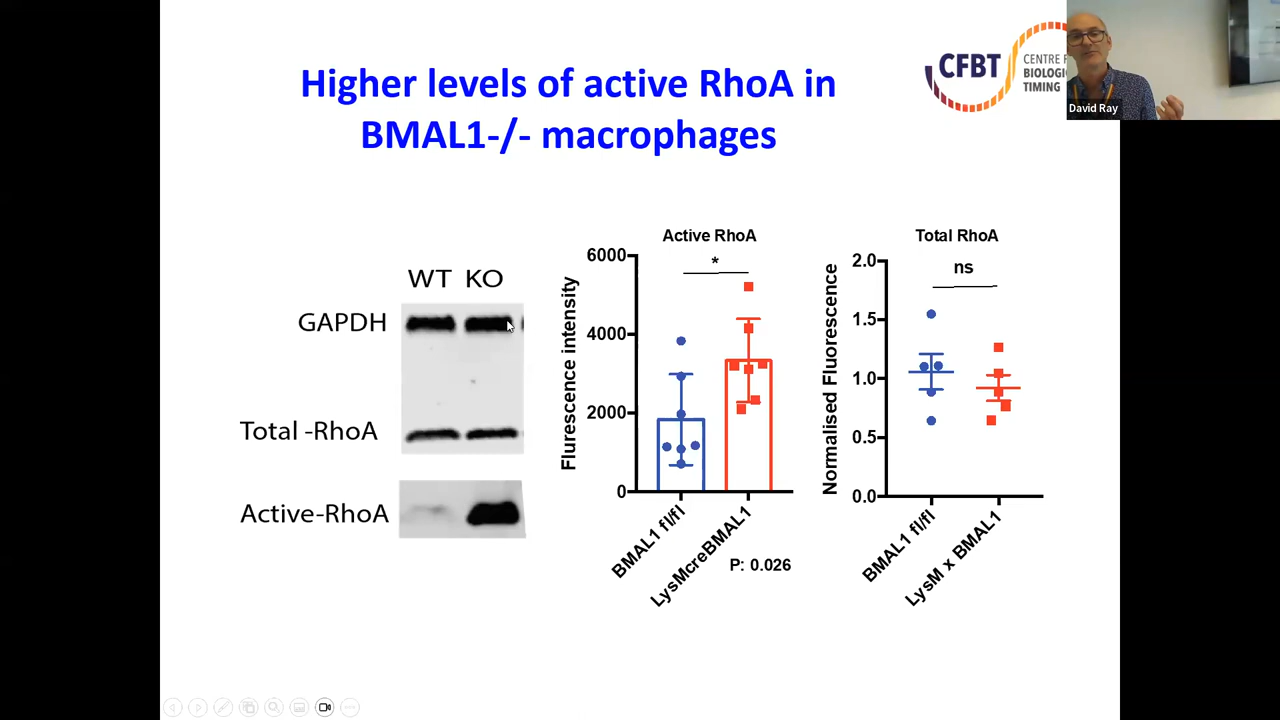 Higher levels of active RhoA in
BMAL1-/- macrophages
CFBT
CENTRE
BIOLOGI
TIMING
David Ray
WT KO
GAPDH
Total -RhoA
Active-RhoA
Active RhoA
*
Flurescence intensity
6000
4000
2000
0
BMAL1 fl/fl
LysMcreBMAL1
P: 0.026
Total RhoA
ns
Normalised Fluorescence
2.0
1.5
1.0
0.5
0.0
BMAL1 fl/fl
LysM x BMAL1